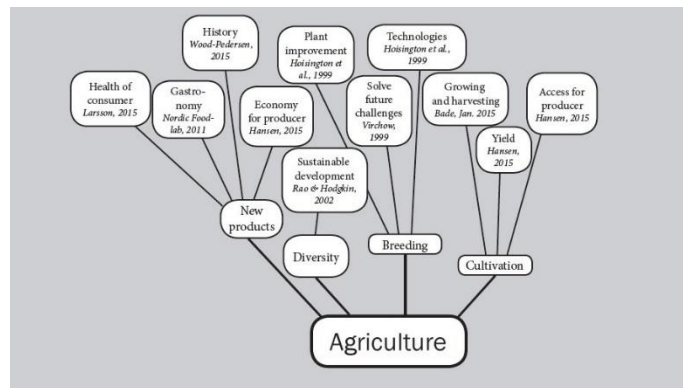 History
Wood-Pedersen,
2015
Plant
improvement
Hoisington et
al., 1999
Technologies
Hoisington et al.,
1999
Health of
consumer
Larsson, 2015
Gastro-
nomy
Nordic Food-
lab, 2011
Economy
for producer
Hansen, 2015
Solve
future
challenges
Virchow,
1999
Growing
and harvesting
Bade, Jan. 2015
Access for
producer
Hansen, 2015
Yield
Hansen,
2015
Sustainable
development
Rao & Hodgkin,
2002
New
products
Diversity
Breeding
Cultivation
Agriculture